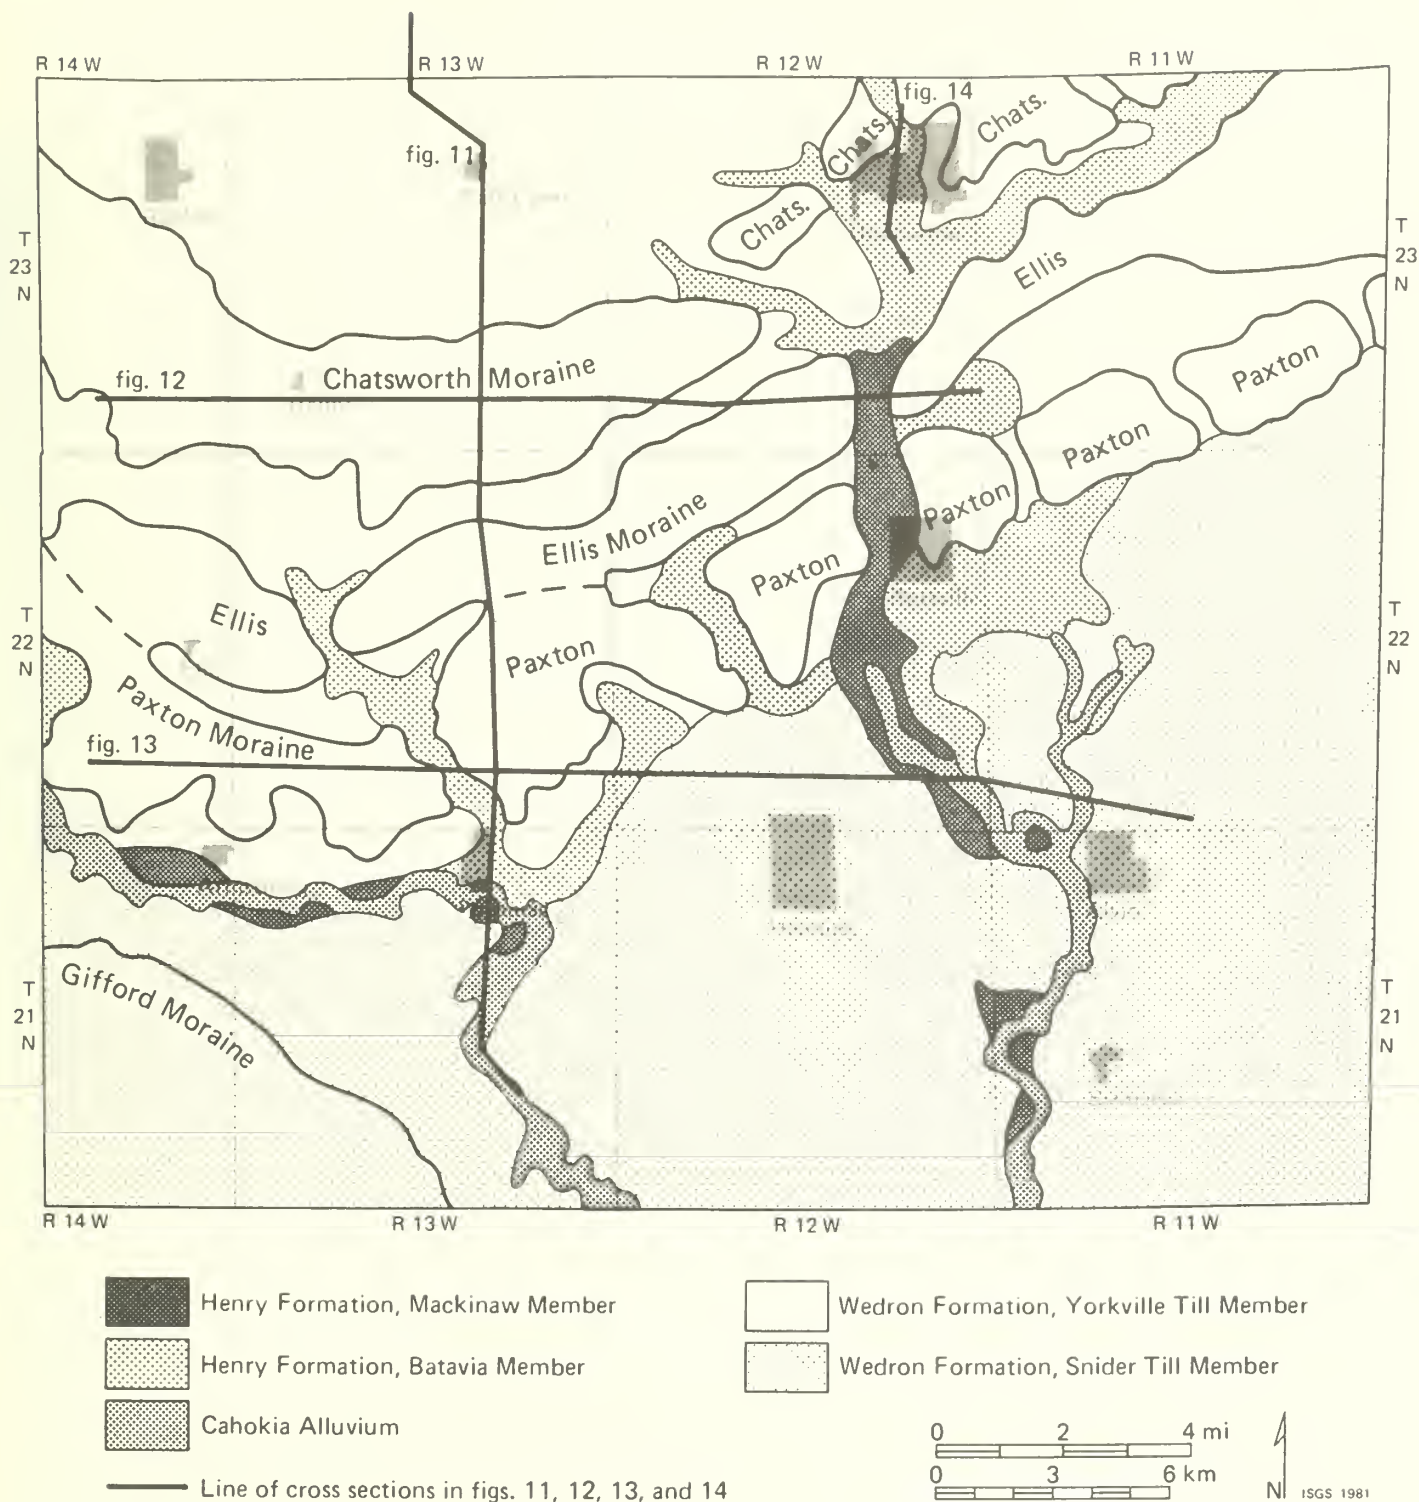 R 14 W
R 13 W
R 12 W
R 11 W
fig. 14
Chats.
Chats.
fig. 11
Chats.
T
23
N
T
23
N
Ellis
Paxton
fig. 12
Chatsworth Moraine
Paxton
Paxton
Ellis Moraine
Paxton
Ellis
T
22
N
T
22
N
Paxton
Paxton Moraine
fig. 13
Gifford Moraine
T
21
N
T
21
N
R 14 W
R 13 W
R 12 W
R 11 W
Henry Formation, Mackinaw Member
Henry Formation, Batavia Member
Cahokia Alluvium
Line of cross sections in figs. 11, 12, 13, and 14
Wedron Formation, Yorkville Till Member
Wedron Formation, Snider Till Member
0 2 4 mi
0 3 6 km
N
ISGS 1981